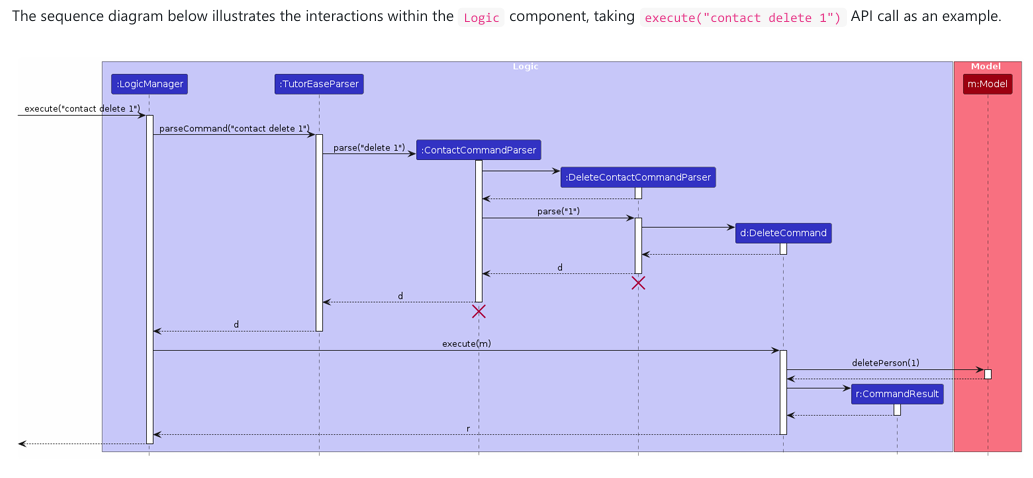 The sequence diagram below illustrates the interactions within the Logic component, taking execute("contact delete 1") API call as an example.
Logic
Model
:LogicManager
:TutorEaseParser
m:Model
execute("contact delete 1")
parseCommand("contact delete 1")
parse("delete 1")
:ContactCommandParser
:DeleteContactCommandParser
parse("1")
d:DeleteCommand
d
d
d
execute(m)
deletePerson(1)
r:CommandResult
r